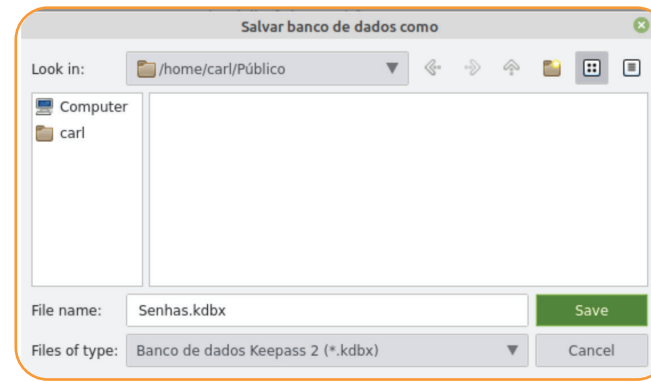 Salvar banco de dados como
Look in: /home/carl/Público
Computer
carl
File name: Senhas.kdbx Save
Files of type: Banco de dados Keepass 2 (*.kdbx) Cancel